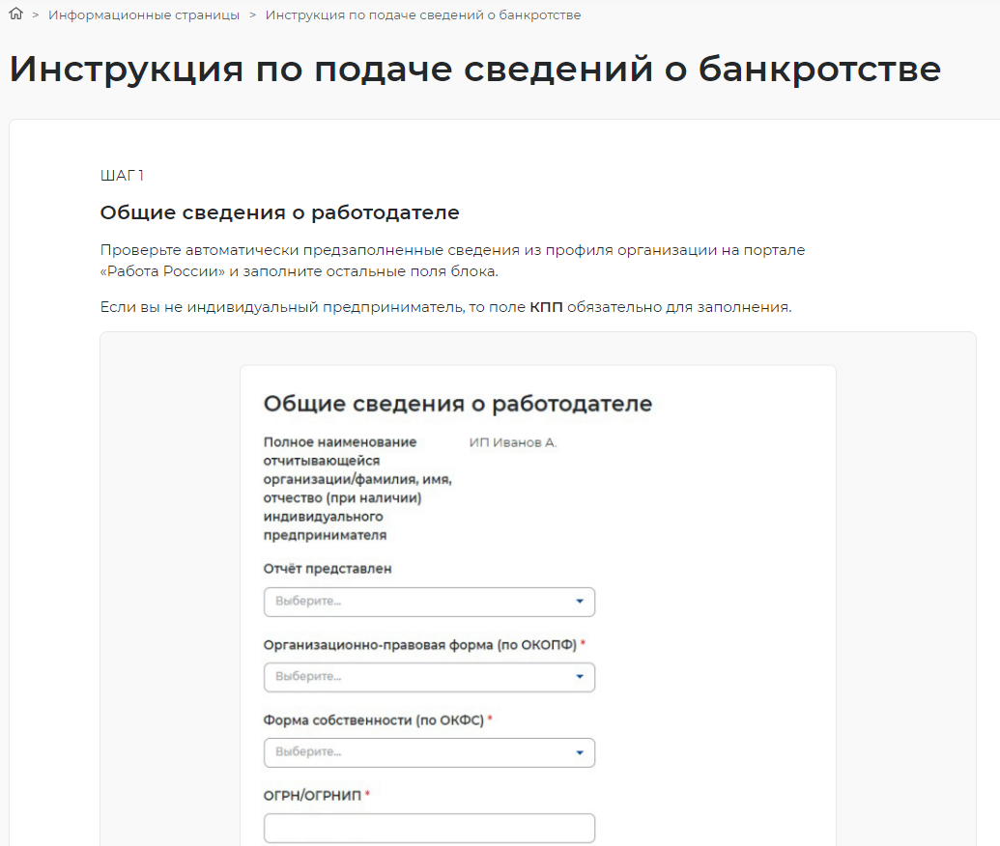 > Информационные страницы > Инструкция по подаче сведений о банкротстве
Инструкция по подаче сведений о банкротстве
ШАГ 1
Общие сведения о работодателе
Проверьте автоматически предзаполненные сведения из профиля организации на портале
«Работа России» и заполните остальные поля блока.
Если вы не индивидуальный предприниматель, то поле КПП обязательно для заполнения.
Общие сведения о работодателе
Полное наименование ИП Иванов А.
отчитывающейся
организации/фамилия, имя,
отчество (при наличии)
индивидуального
предпринимателя
Отчёт представлен
Выберите...
Организационно-правовая форма (по ОКОПФ) *
Выберите...
Форма собственности (по ОКФС) *
Выберите...
ОГРН/ОГРНИП *